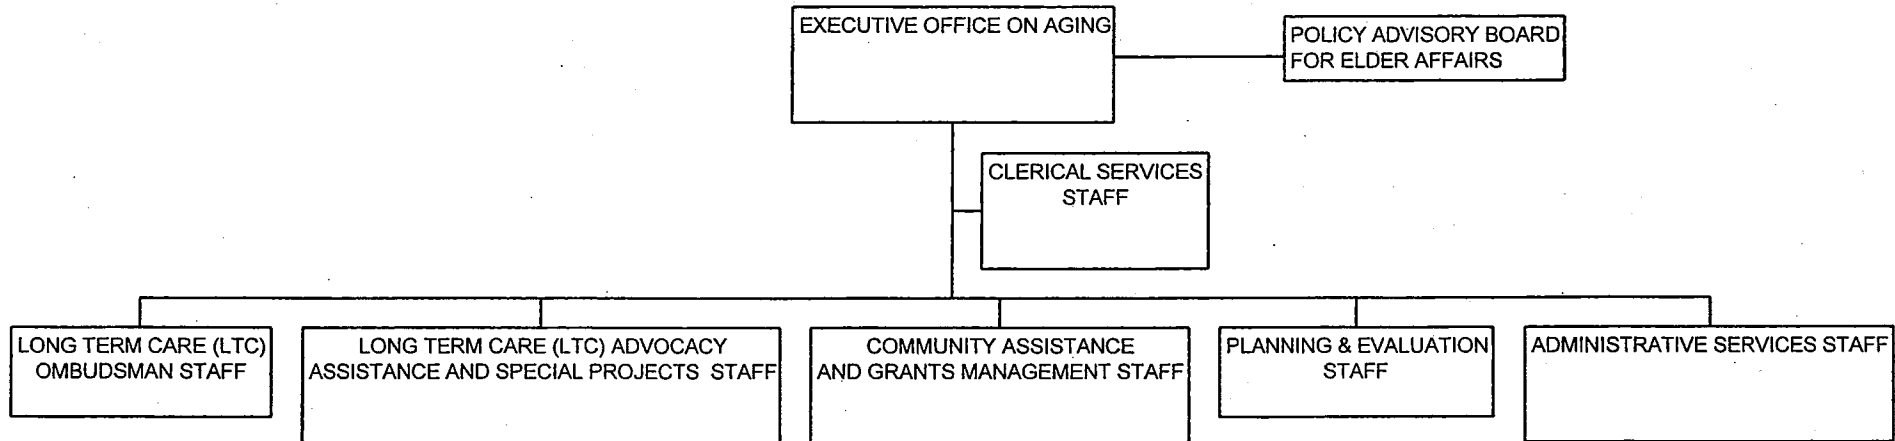 EXECUTIVE OFFICE ON AGING
POLICY ADVISORY BOARD
FOR ELDER AFFAIRS
CLERICAL SERVICES
STAFF
LONG TERM CARE (LTC)
OMBUDSMAN STAFF
LONG TERM CARE (LTC) ADVOCACY
ASSISTANCE AND SPECIAL PROJECTS STAFF
COMMUNITY ASSISTANCE
AND GRANTS MANAGEMENT STAFF
PLANNING & EVALUATION
STAFF
ADMINISTRATIVE SERVICES STAFF